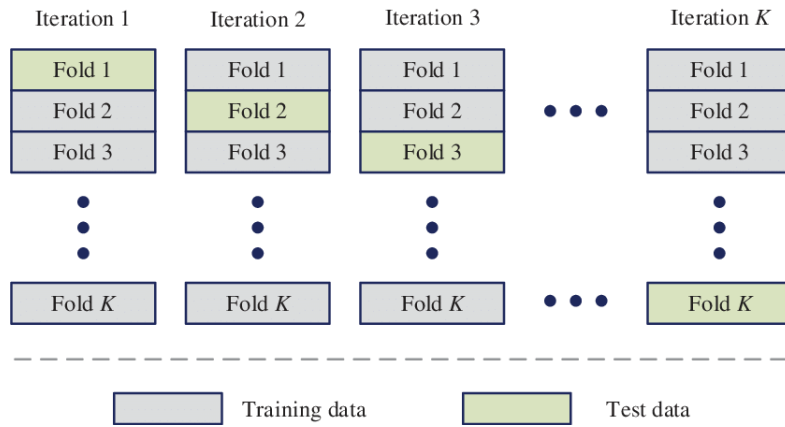 Iteration 1 Iteration 2 Iteration 3 Iteration K
Fold 1 Fold 1 Fold 1 Fold 1
Fold 2 Fold 2 Fold 2 Fold 2
Fold 3 Fold 3 Fold 3 Fold 3
Fold K Fold K Fold K Fold K
Training data Test data